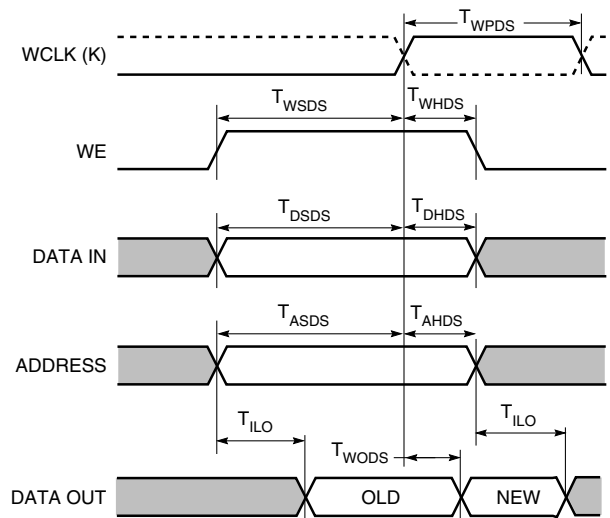 T_WPDS
WCLK (K)
T_WSDS T_WHDS
WE
T_DSDS T_DHDS
DATA IN
T_ASDS T_AHDS
ADDRESS
T_ILO T_ILO
T_WODS
DATA OUT OLD NEW